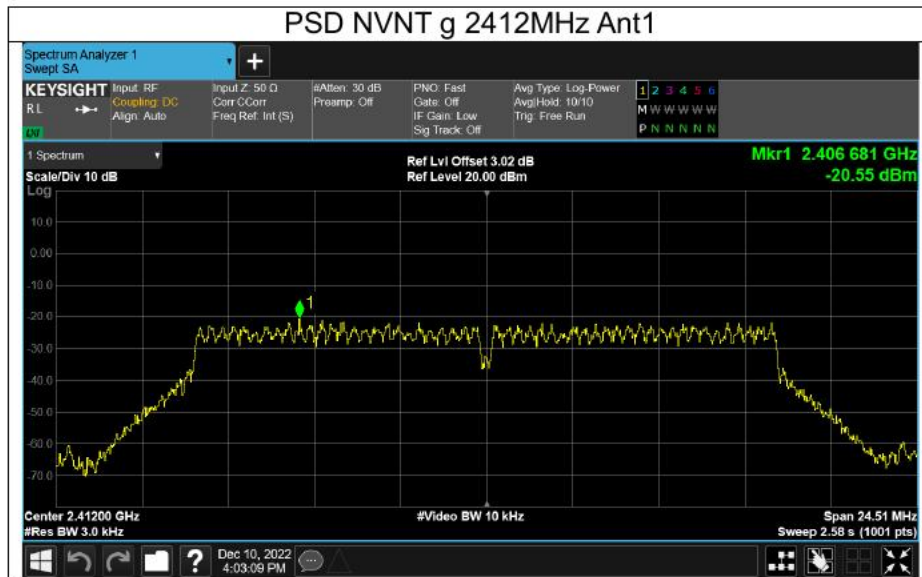 PSD NVNT g 2412MHz Ant1
Spectrum Analyzer 1
Swept SA
+
KEYSIGHT
R L
LXI
Input: RF
Coupling: DC
Align: Auto
Input Z: 50 Ω
Corr CCorr
Freq Ref: Int (S)
#Atten: 30 dB
Preamp: Off
PNO: Fast
Gate: Off
IF Gain: Low
Sig Track: Off
Avg Type: Log-Power
Avg|Hold: 10/10
Trig: Free Run
1 2 3 4 5 6
M W W W W W
P N N N N N
1 Spectrum
Scale/Div 10 dB
Ref Lvl Offset 3.02 dB
Ref Level 20.00 dBm
Mkr1 2.406 681 GHz
-20.55 dBm
Log
10.0
0.00
-10.0
-20.0
-30.0
-40.0
-50.0
-60.0
-70.0
1
Center 2.41200 GHz
#Res BW 3.0 kHz
#Video BW 10 kHz
Span 24.51 MHz
Sweep 2.58 s (1001 pts)
?
Dec 10, 2022
4:03:09 PM